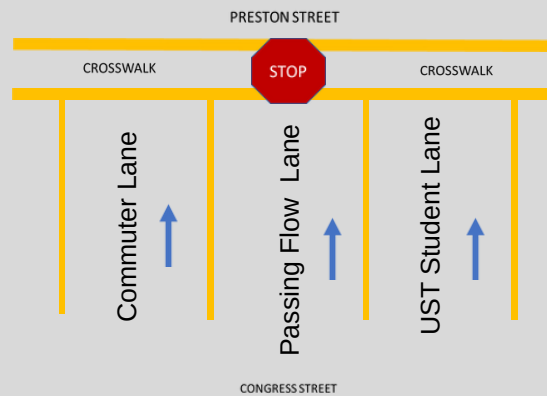 PRESTON STREET
CROSSWALK
STOP
CROSSWALK
Commuter Lane
Passing Flow Lane
UST Student Lane
CONGRESS STREET